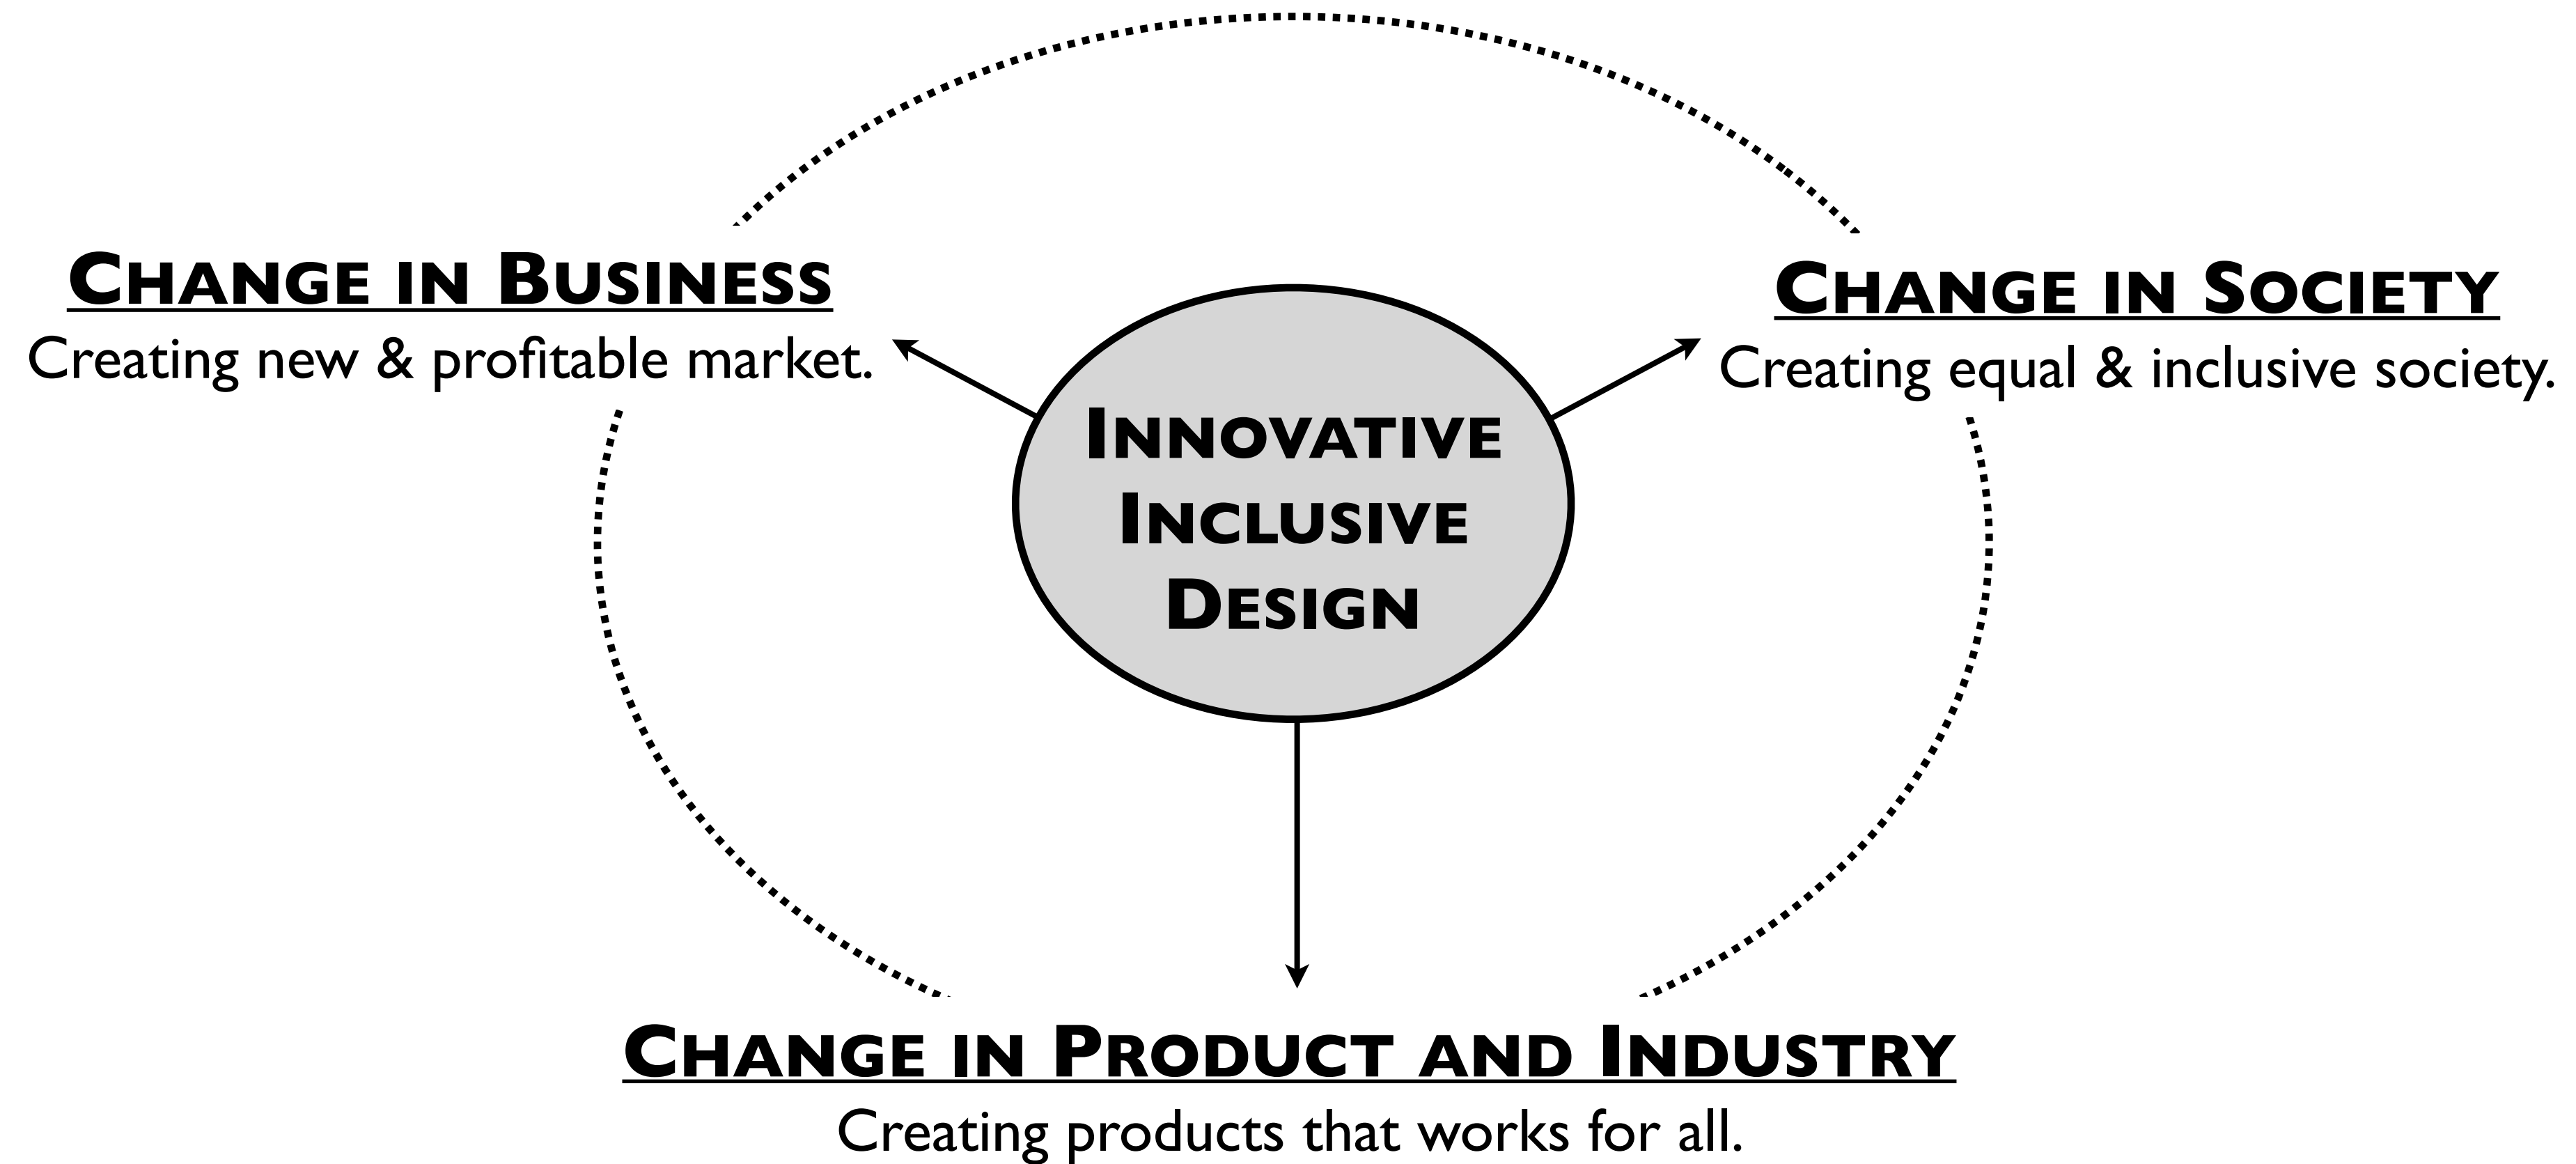 CHANGE IN BUSINESS
Creating new & profitable market.
CHANGE IN SOCIETY
Creating equal & inclusive society.
INNOVATIVE
INCLUSIVE
DESIGN
CHANGE IN PRODUCT AND INDUSTRY
Creating products that works for all.